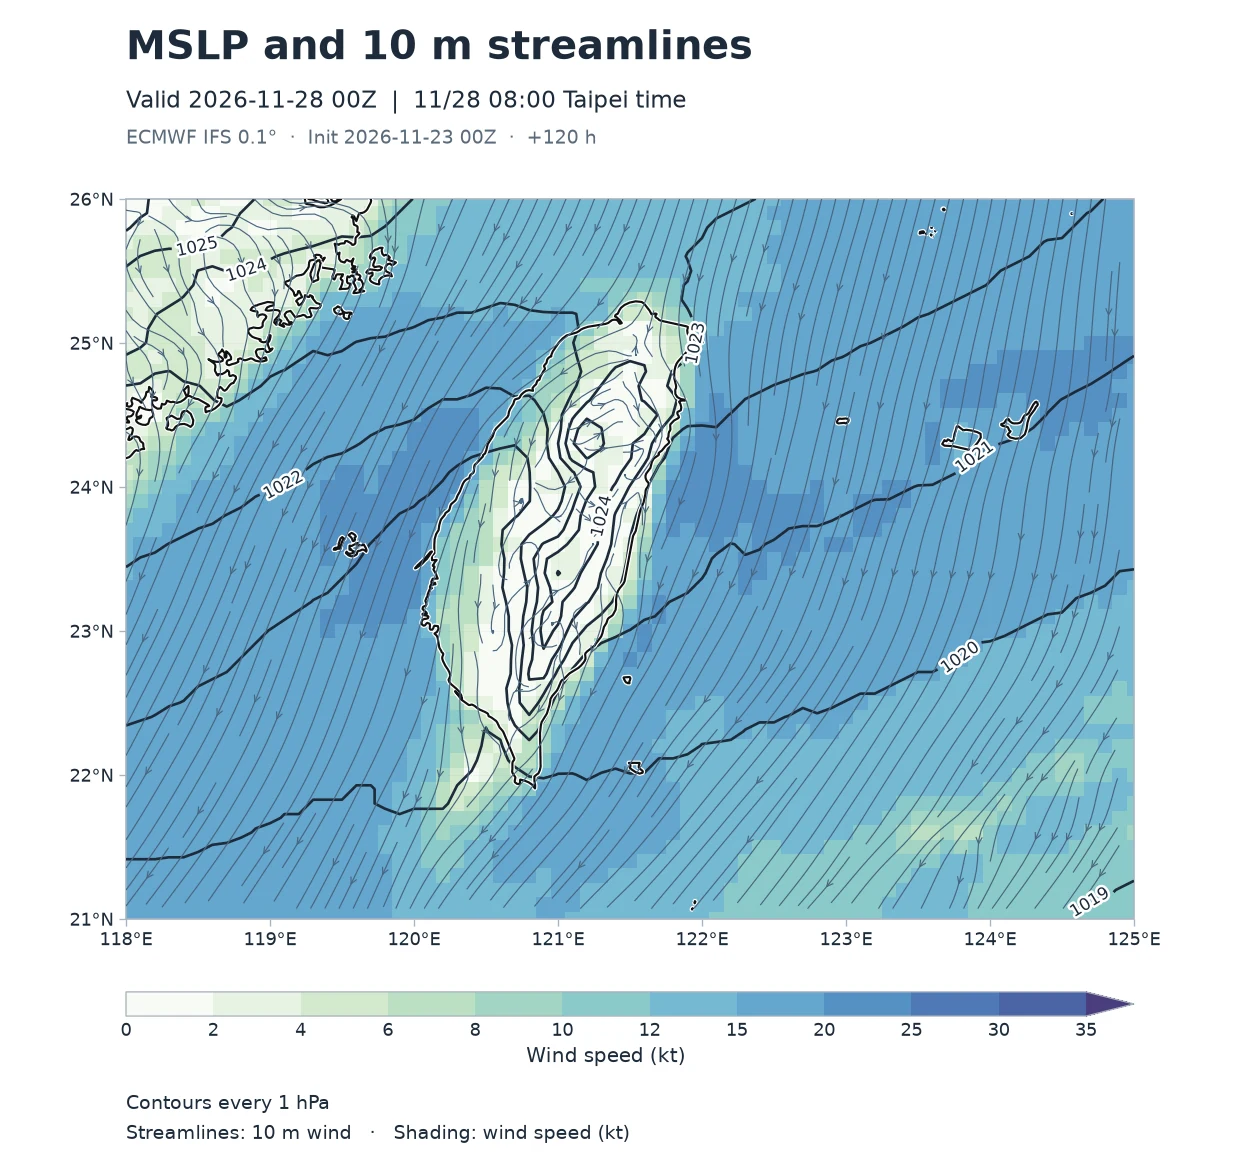 MSLP and 10 m streamlines
Valid 2026-11-28 00Z | 11/28 08:00 Taipei time
ECMWF IFS 0.1° · Init 2026-11-23 00Z · +120 h
26°N
25°N
24°N
23°N
22°N
21°N
1025
1024
1023
1022
1024
1021
1020
1019
118°E 119°E 120°E 121°E 122°E 123°E 124°E 125°E
0 2 4 6 8 10 12 15 20 25 30 35
Wind speed (kt)
Contours every 1 hPa
Streamlines: 10 m wind · Shading: wind speed (kt)